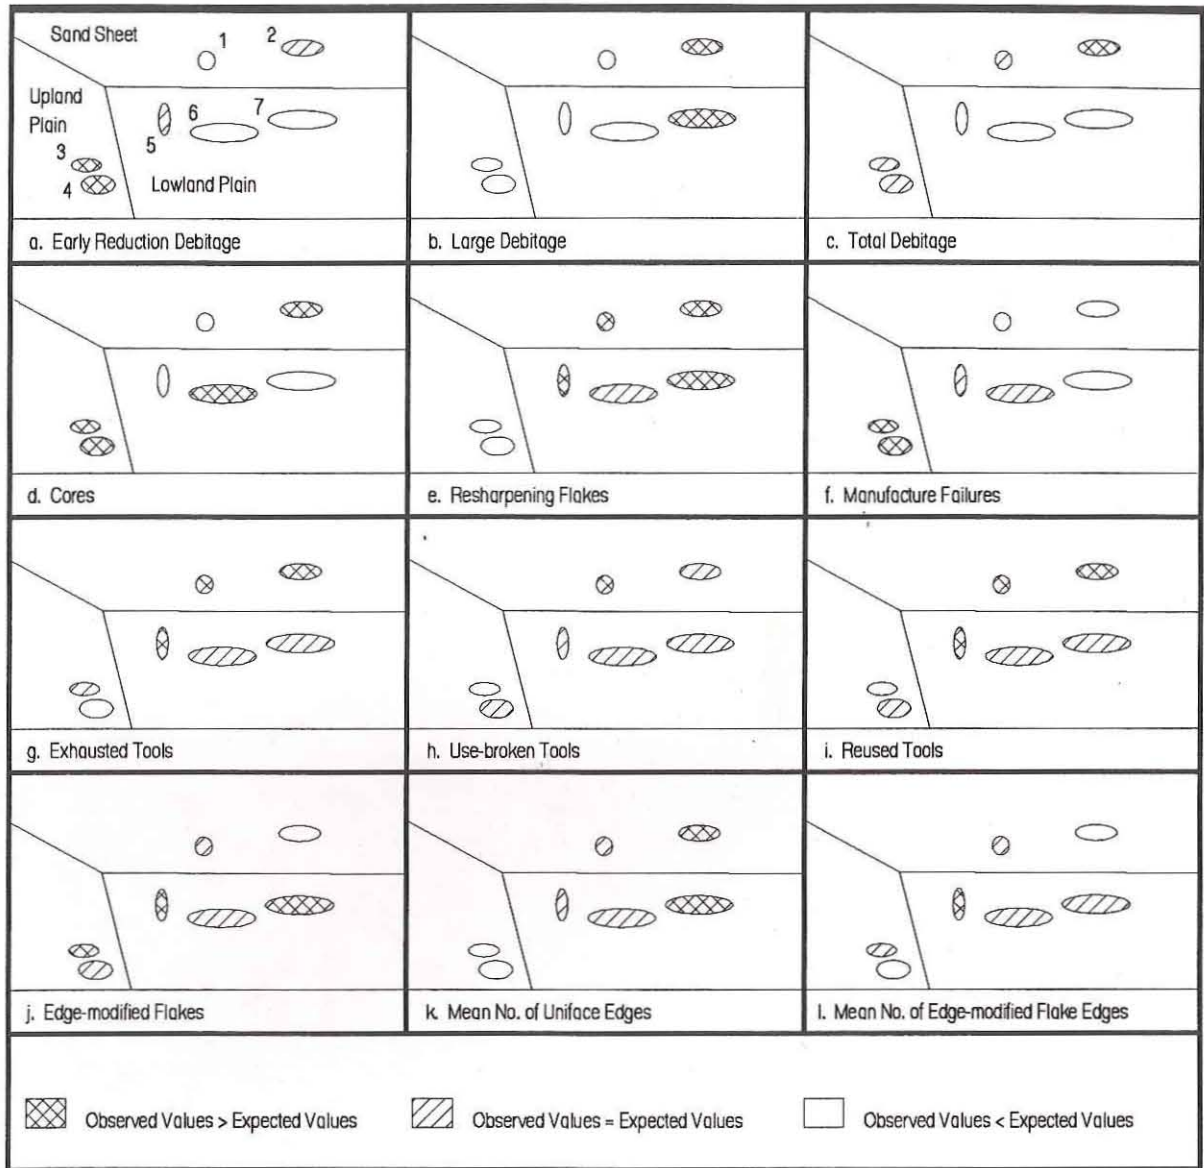 Sand Sheet
1
2
Upland
Plain
6
7
5
3
4
Lowland Plain
a. Early Reduction Debitage
b. Large Debitage
c. Total Debitage
d. Cores
e. Resharpening Flakes
f. Manufacture Failures
g. Exhausted Tools
h. Use-broken Tools
i. Reused Tools
j. Edge-modified Flakes
k. Mean No. of Uniface Edges
l. Mean No. of Edge-modified Flake Edges
Observed Values > Expected Values
Observed Values = Expected Values
Observed Values < Expected Values